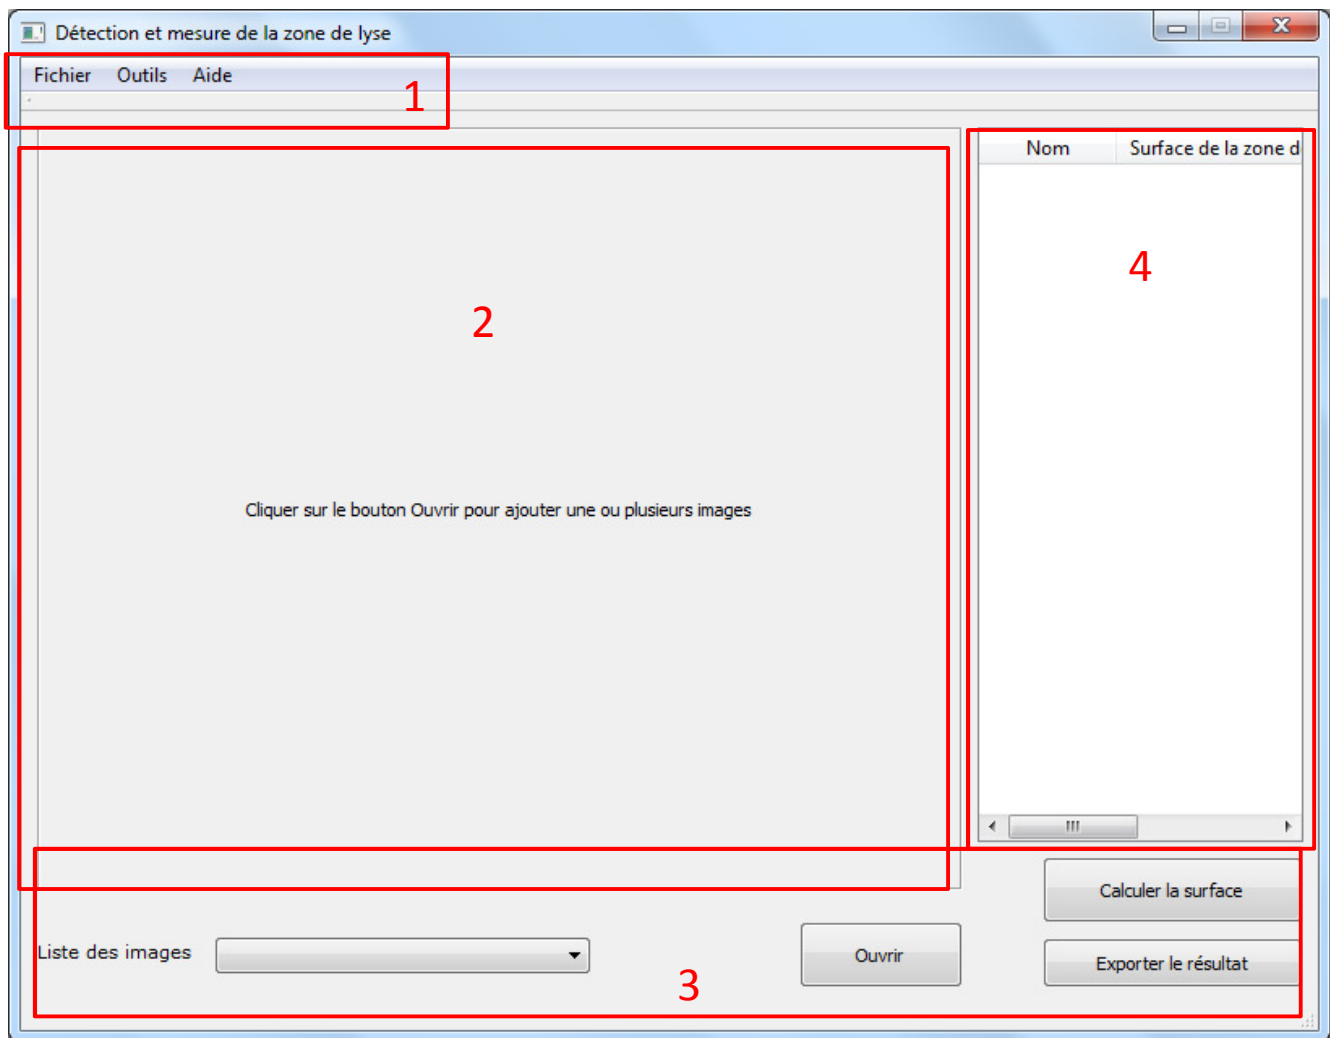 Détection et mesure de la zone de lyse
Fichier Outils Aide
1
Nom Surface de la zone d
4
2
Cliquer sur le bouton Ouvrir pour ajouter une ou plusieurs images
Calculer la surface
Liste des images
Ouvrir
Exporter le résultat
3